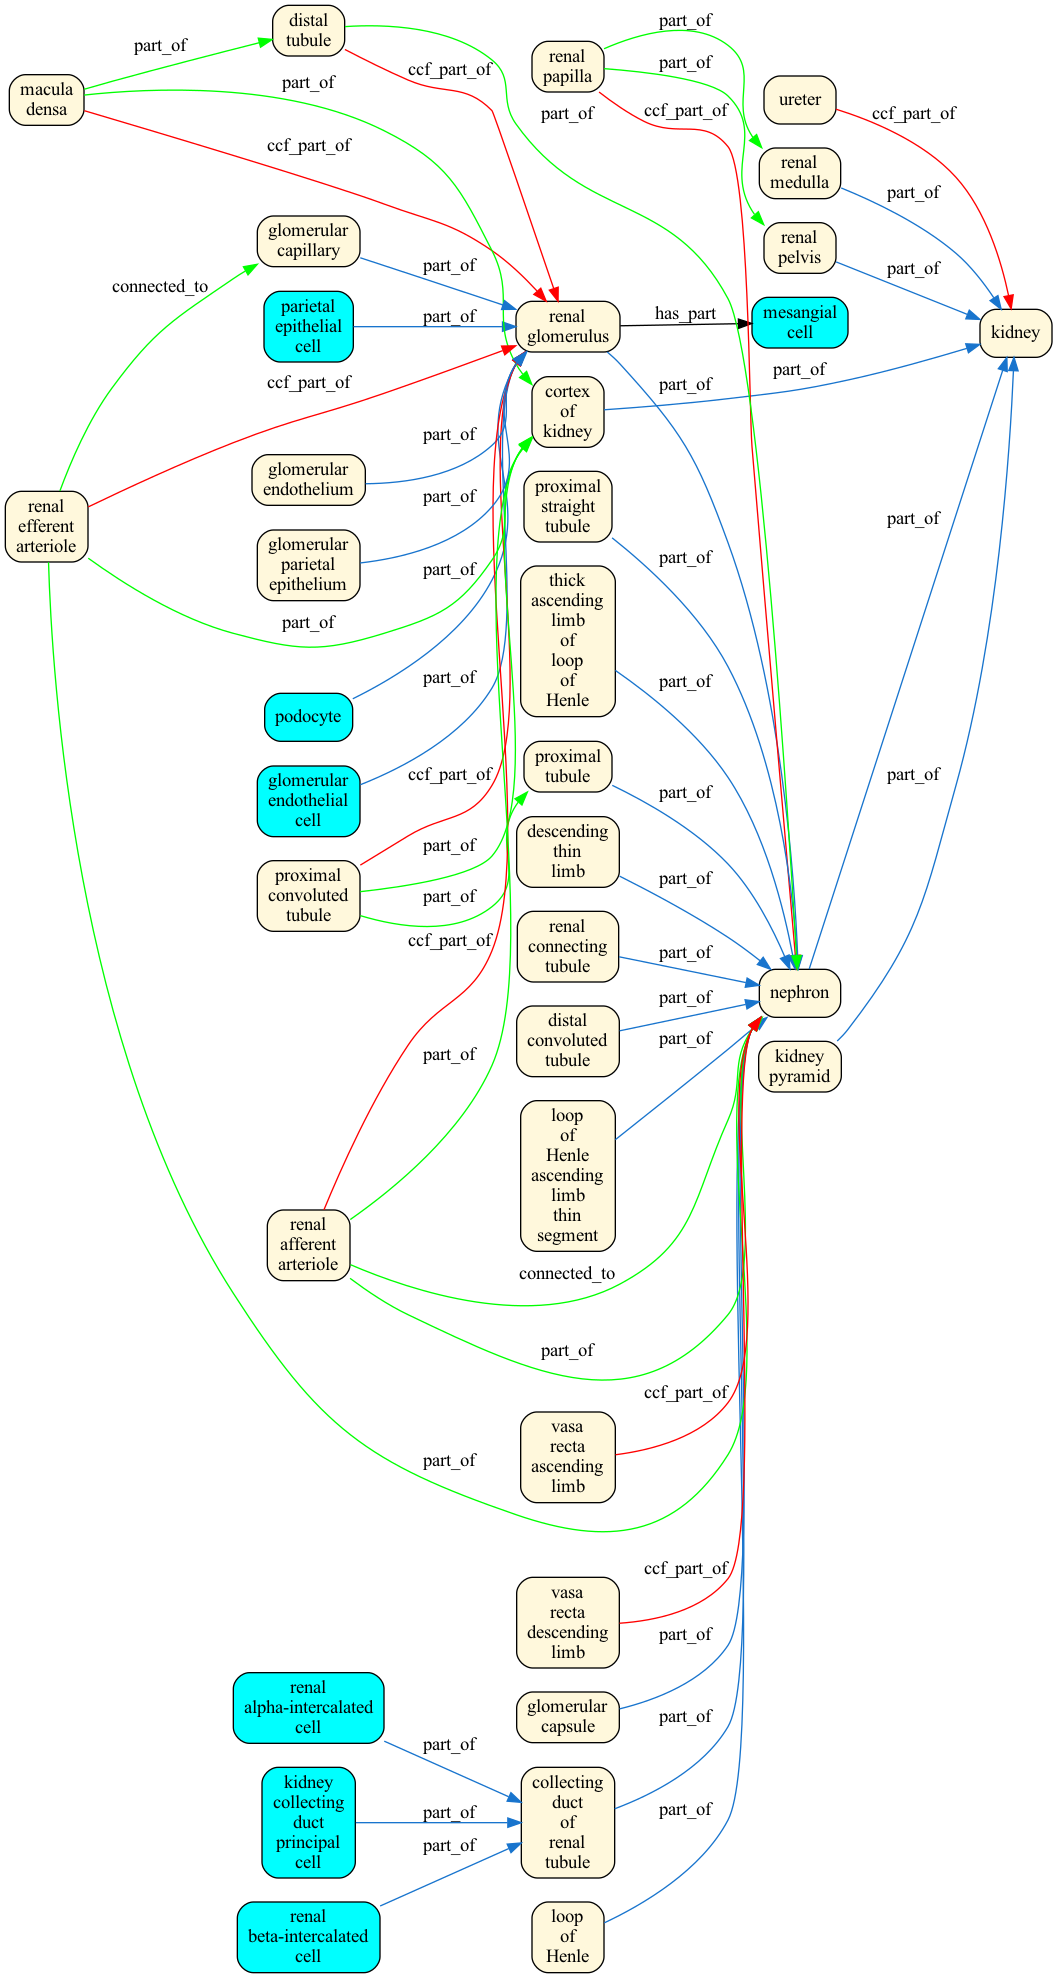 distal
tubule
part_of
macula
densa
part_of
ccf_part_of
ccf_part_of
part_of
renal
papilla
part_of
part_of
ccf_part_of
ureter
ccf_part_of
renal
medulla
part_of
renal
pelvis
part_of
glomerular
capillary
part_of
connected_to
parietal
epithelial
cell
part_of
renal
glomerulus
has_part
mesangial
cell
kidney
part_of
ccf_part_of
part_of
cortex
of
kidney
part_of
glomerular
endothelium
part_of
proximal
straight
tubule
part_of
part_of
renal
efferent
arteriole
glomerular
parietal
epithelium
part_of
part_of
thick
ascending
limb
of
loop
of
Henle
part_of
part_of
podocyte
part_of
proximal
tubule
part_of
glomerular
endothelial
cell
ccf_part_of
descending
thin
limb
part_of
proximal
convoluted
tubule
part_of
part_of
ccf_part_of
renal
connecting
tubule
part_of
nephron
part_of
distal
convoluted
tubule
part_of
part_of
kidney
pyramid
part_of
loop
of
Henle
ascending
limb
thin
segment
renal
afferent
arteriole
connected_to
part_of
ccf_part_of
vasa
recta
ascending
limb
part_of
ccf_part_of
vasa
recta
descending
limb
part_of
renal
alpha-intercalated
cell
part_of
glomerular
capsule
part_of
kidney
collecting
duct
principal
cell
part_of
collecting
duct
of
renal
tubule
part_of
part_of
renal
beta-intercalated
cell
loop
of
Henle